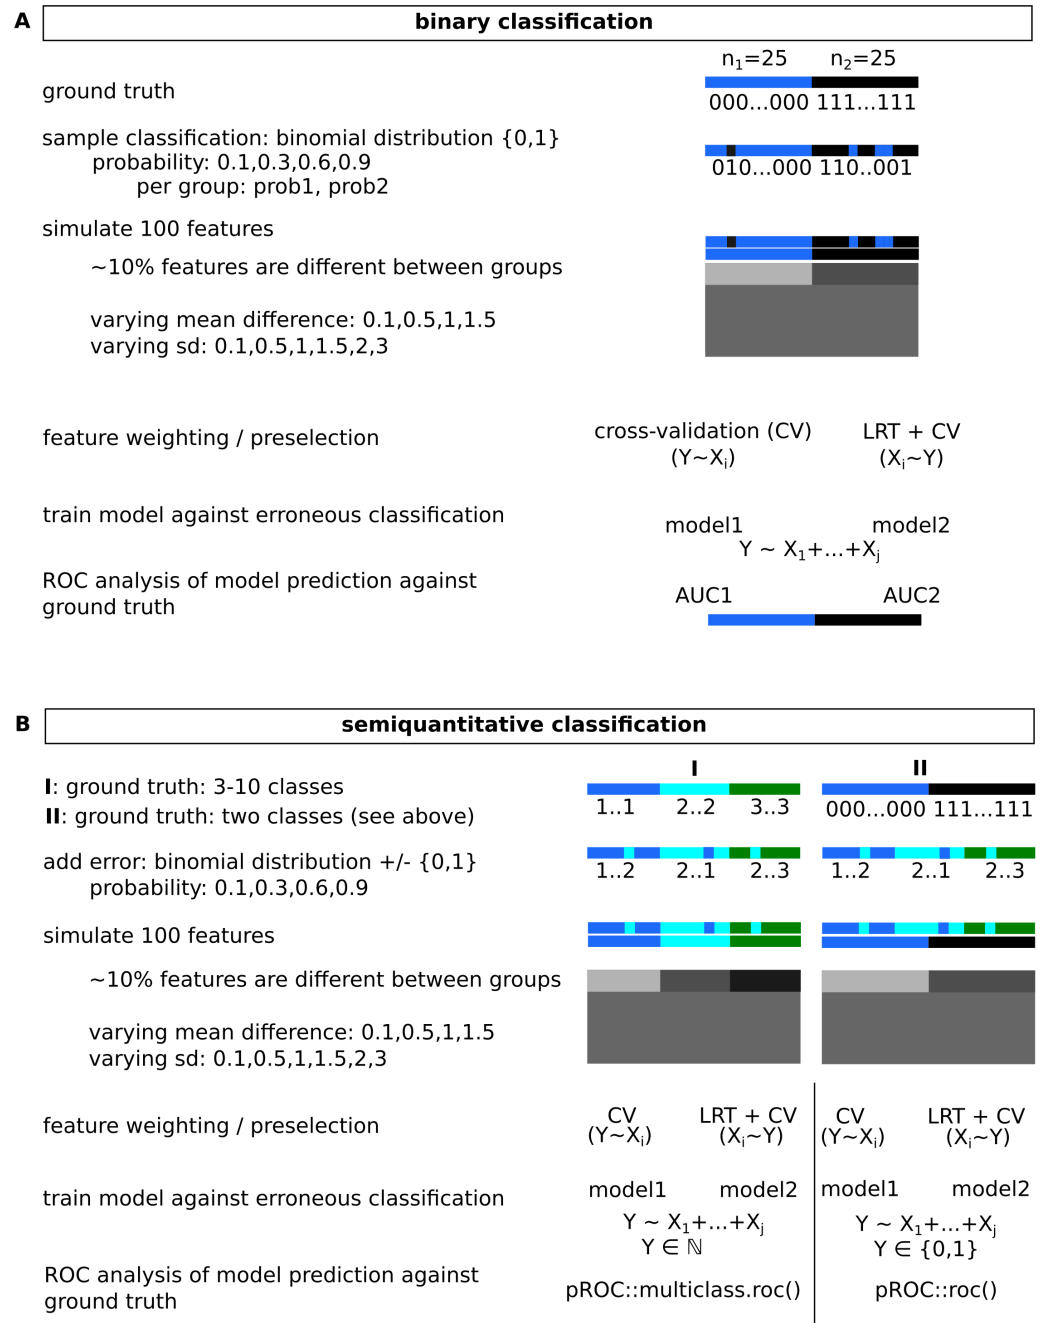 A binary classification
n1=25 n2=25
ground truth
000...000 111...111
sample classification: binomial distribution {0,1}
probability: 0.1,0.3,0.6,0.9
010...000 110..001
per group: prob1, prob2
simulate 100 features
~10% features are different between groups
varying mean difference: 0.1,0.5,1,1.5
varying sd: 0.1,0.5,1,1.5,2,3
feature weighting / preselection
cross-validation (CV) LRT + CV
(Y~Xi) (Xi~Y)
train model against erroneous classification
model1 model2
Y ~ X1+...+Xj
ROC analysis of model prediction against
ground truth
AUC1 AUC2
B semiquantitative classification
I II
I: ground truth: 3-10 classes
II: ground truth: two classes (see above)
1..1 2..2 3..3 000...000 111...111
add error: binomial distribution +/- {0,1}
probability: 0.1,0.3,0.6,0.9
1..2 2..1 2..3 1..2 2..1 2..3
simulate 100 features
~10% features are different between groups
varying mean difference: 0.1,0.5,1,1.5
varying sd: 0.1,0.5,1,1.5,2,3
feature weighting / preselection
CV LRT + CV CV LRT + CV
(Y~Xi) (Xi~Y) (Y~Xi) (Xi~Y)
train model against erroneous classification
model1 model2 model1 model2
Y ~ X1+...+Xj Y ~ X1+...+Xj
Y ∈ ℕ Y ∈ {0,1}
ROC analysis of model prediction against
ground truth
pROC::multiclass.roc() pROC::roc()